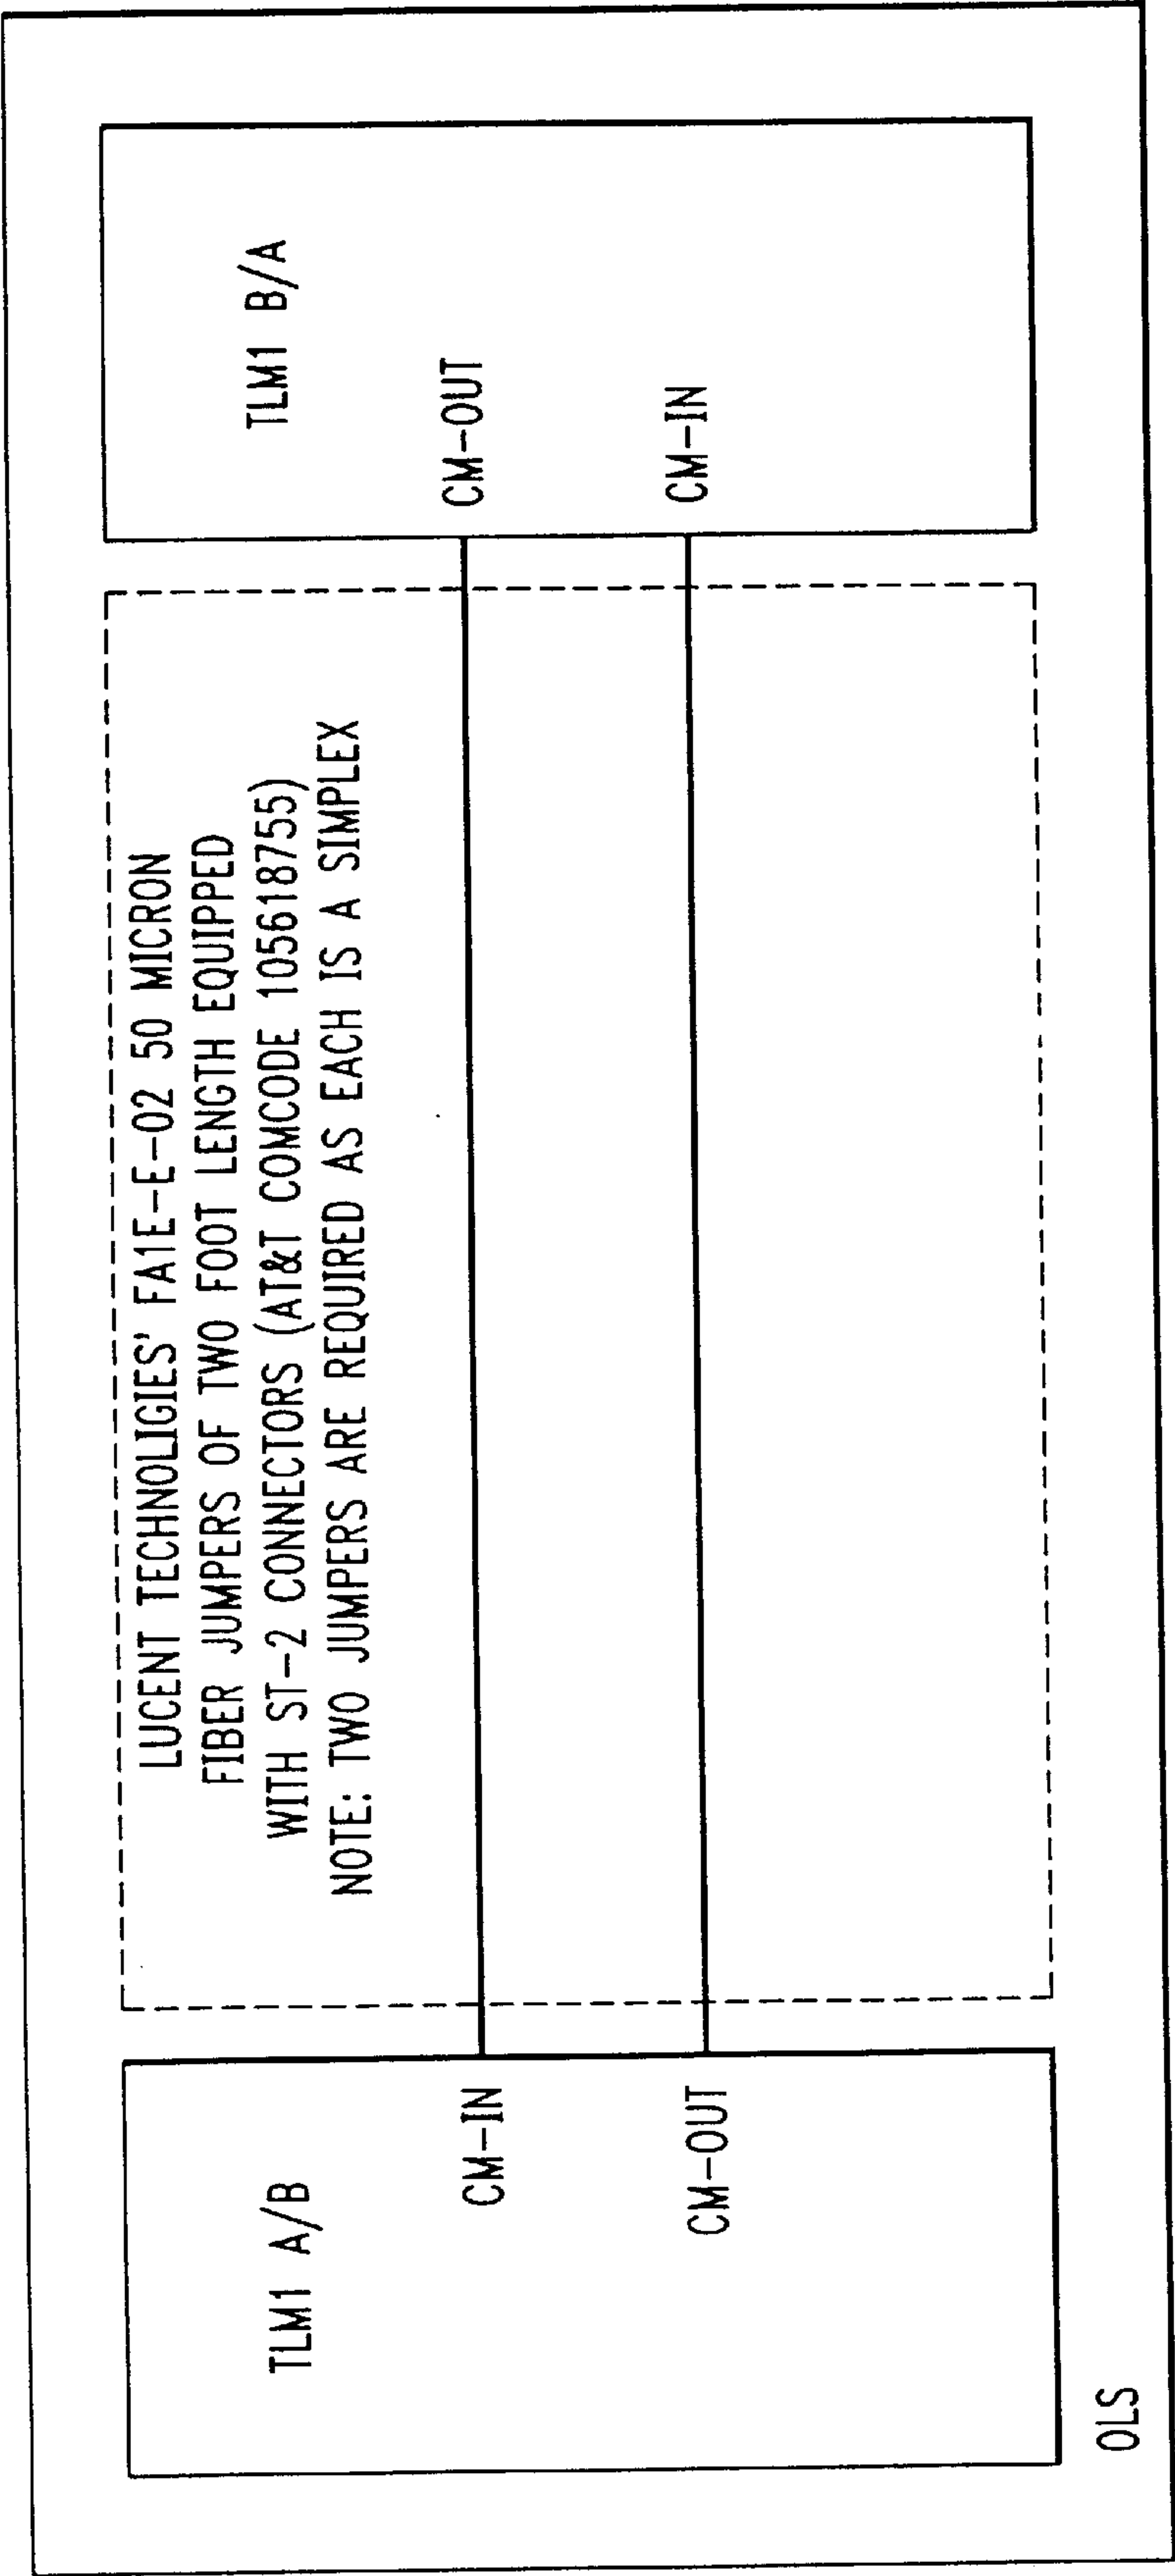 LUCENT TECHNOLIGIES' FA1E-E-02 50 MICRON
FIBER JUMPERS OF TWO FOOT LENGTH EQUIPPED
WITH ST-2 CONNECTORS (AT&T COMCODE 105618755)
NOTE: TWO JUMPERS ARE REQUIRED AS EACH IS A SIMPLEX
TLM1 A/B
CM-IN
CM-OUT
TLM1 B/A
CM-OUT
CM-IN
OLS